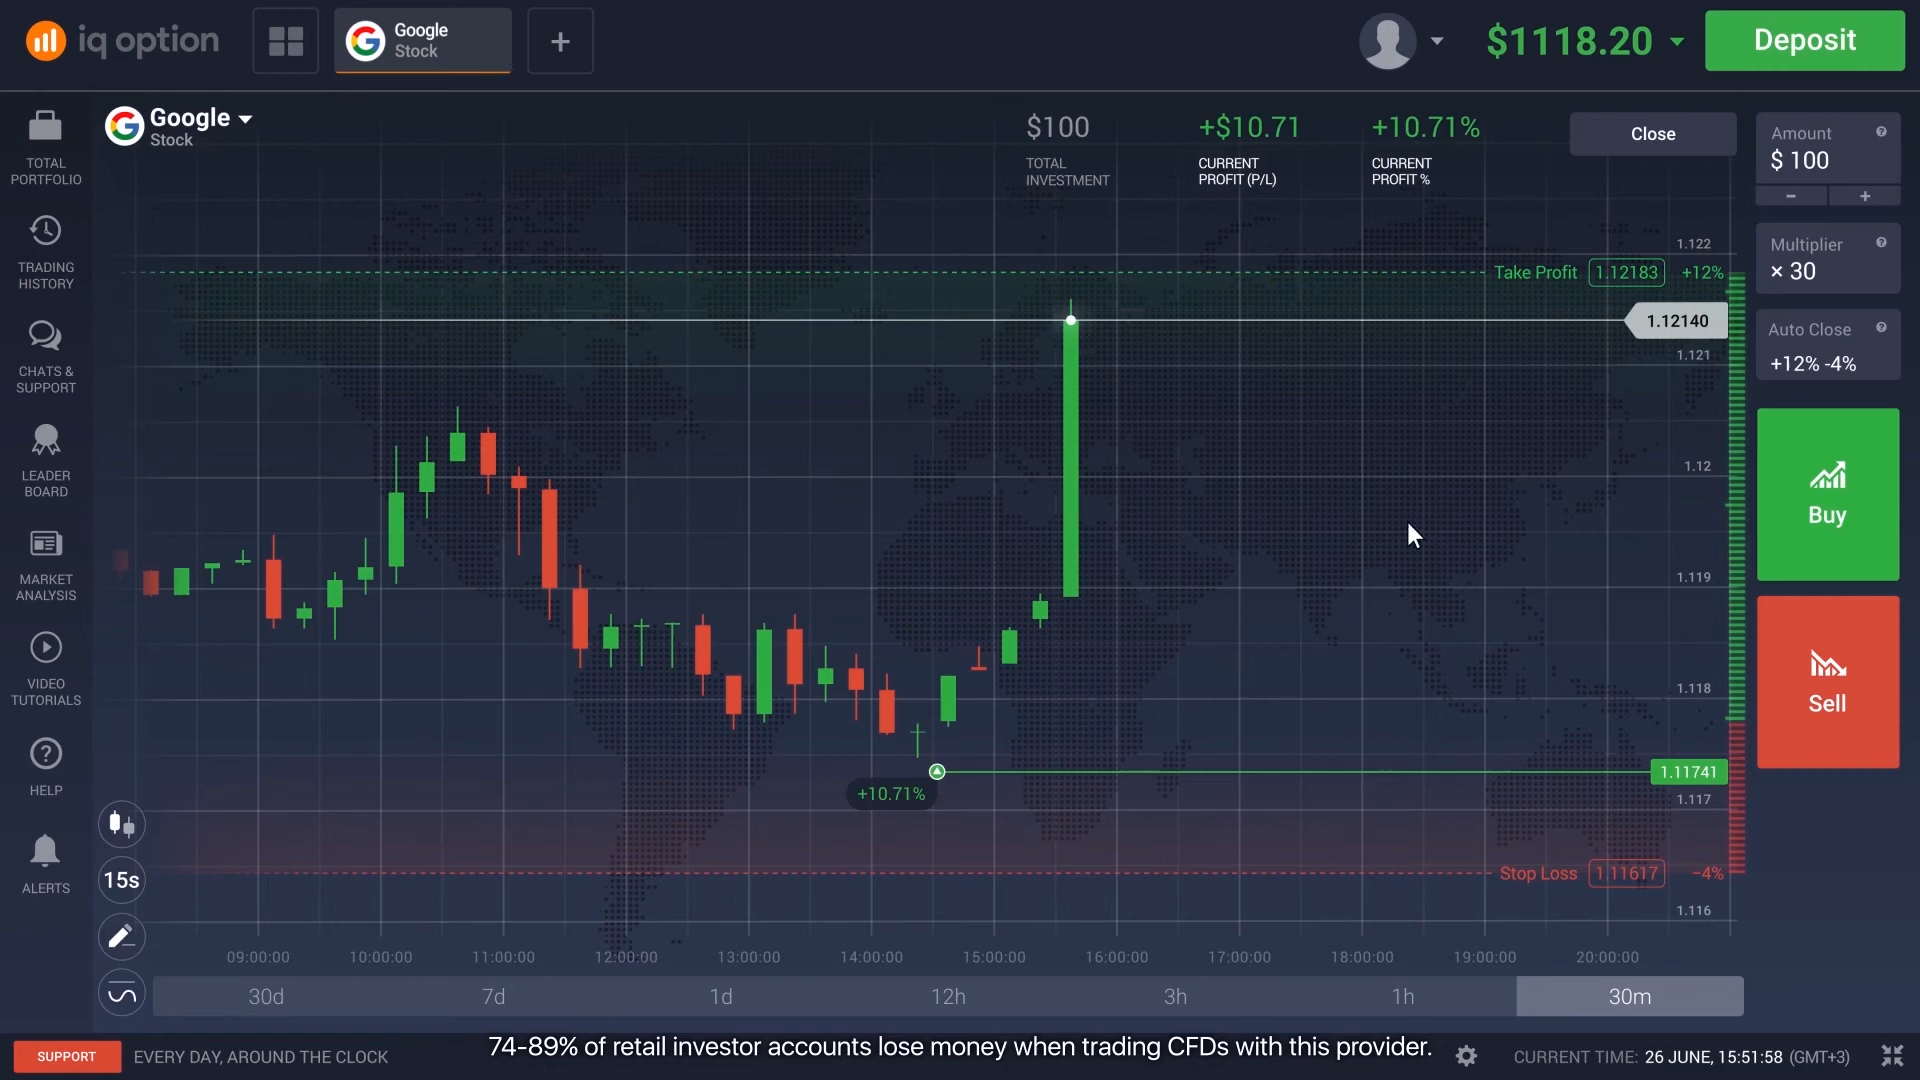 iq option
Google
Stock
+
$1118.20
Deposit
Google
Stock
$100
TOTAL
INVESTMENT
+$10.71
CURRENT
PROFIT (P/L)
+10.71%
CURRENT
PROFIT %
Close
Amount
$ 100
− +
Multiplier
× 30
Auto Close
+12% -4%
Buy
Sell
TOTAL
PORTFOLIO
TRADING
HISTORY
CHATS &
SUPPORT
LEADER
BOARD
MARKET
ANALYSIS
VIDEO
TUTORIALS
HELP
ALERTS
1.122
Take Profit 1.12183 +12%
1.12140
1.121
1.12
1.119
1.118
1.11741
+10.71%
1.117
Stop Loss 1.11617 −4%
1.116
15s
09:00:00 10:00:00 11:00:00 12:00:00 13:00:00 14:00:00 15:00:00 16:00:00 17:00:00 18:00:00 19:00:00 20:00:00
30d 7d 1d 12h 3h 1h 30m
SUPPORT EVERY DAY, AROUND THE CLOCK
74-89% of retail investor accounts lose money when trading CFDs with this provider.
CURRENT TIME: 26 JUNE, 15:51:58 (GMT+3)